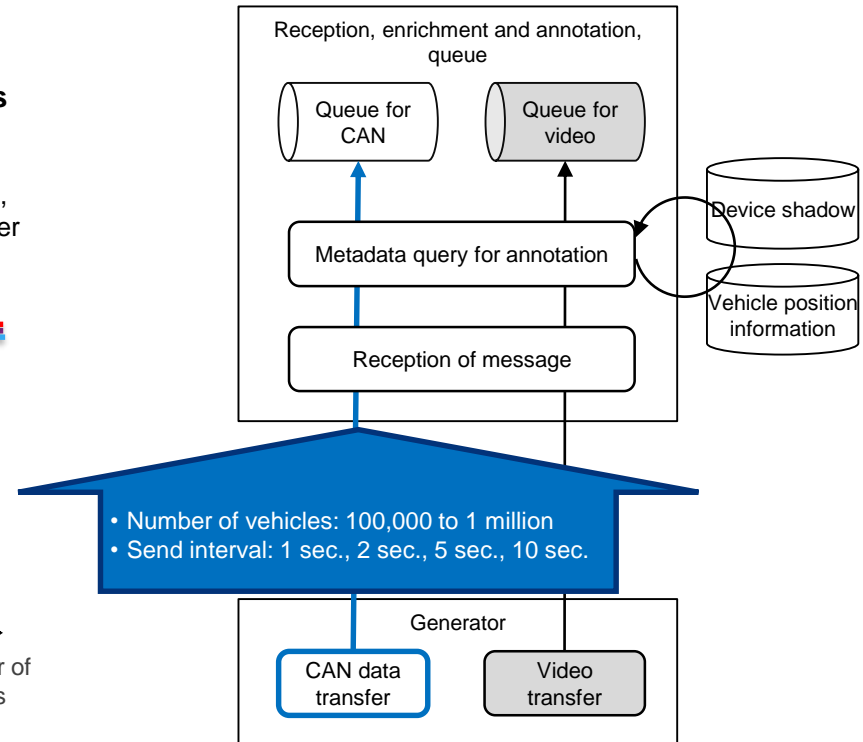 Reception, enrichment and annotation,
queue
Queue for
CAN
Queue for
video
s
,
er
Device shadow
Metadata query for annotation
Vehicle position
information
Reception of message
• Number of vehicles: 100,000 to 1 million
• Send interval: 1 sec., 2 sec., 5 sec., 10 sec.
Generator
r of
s
CAN data
transfer
Video
transfer